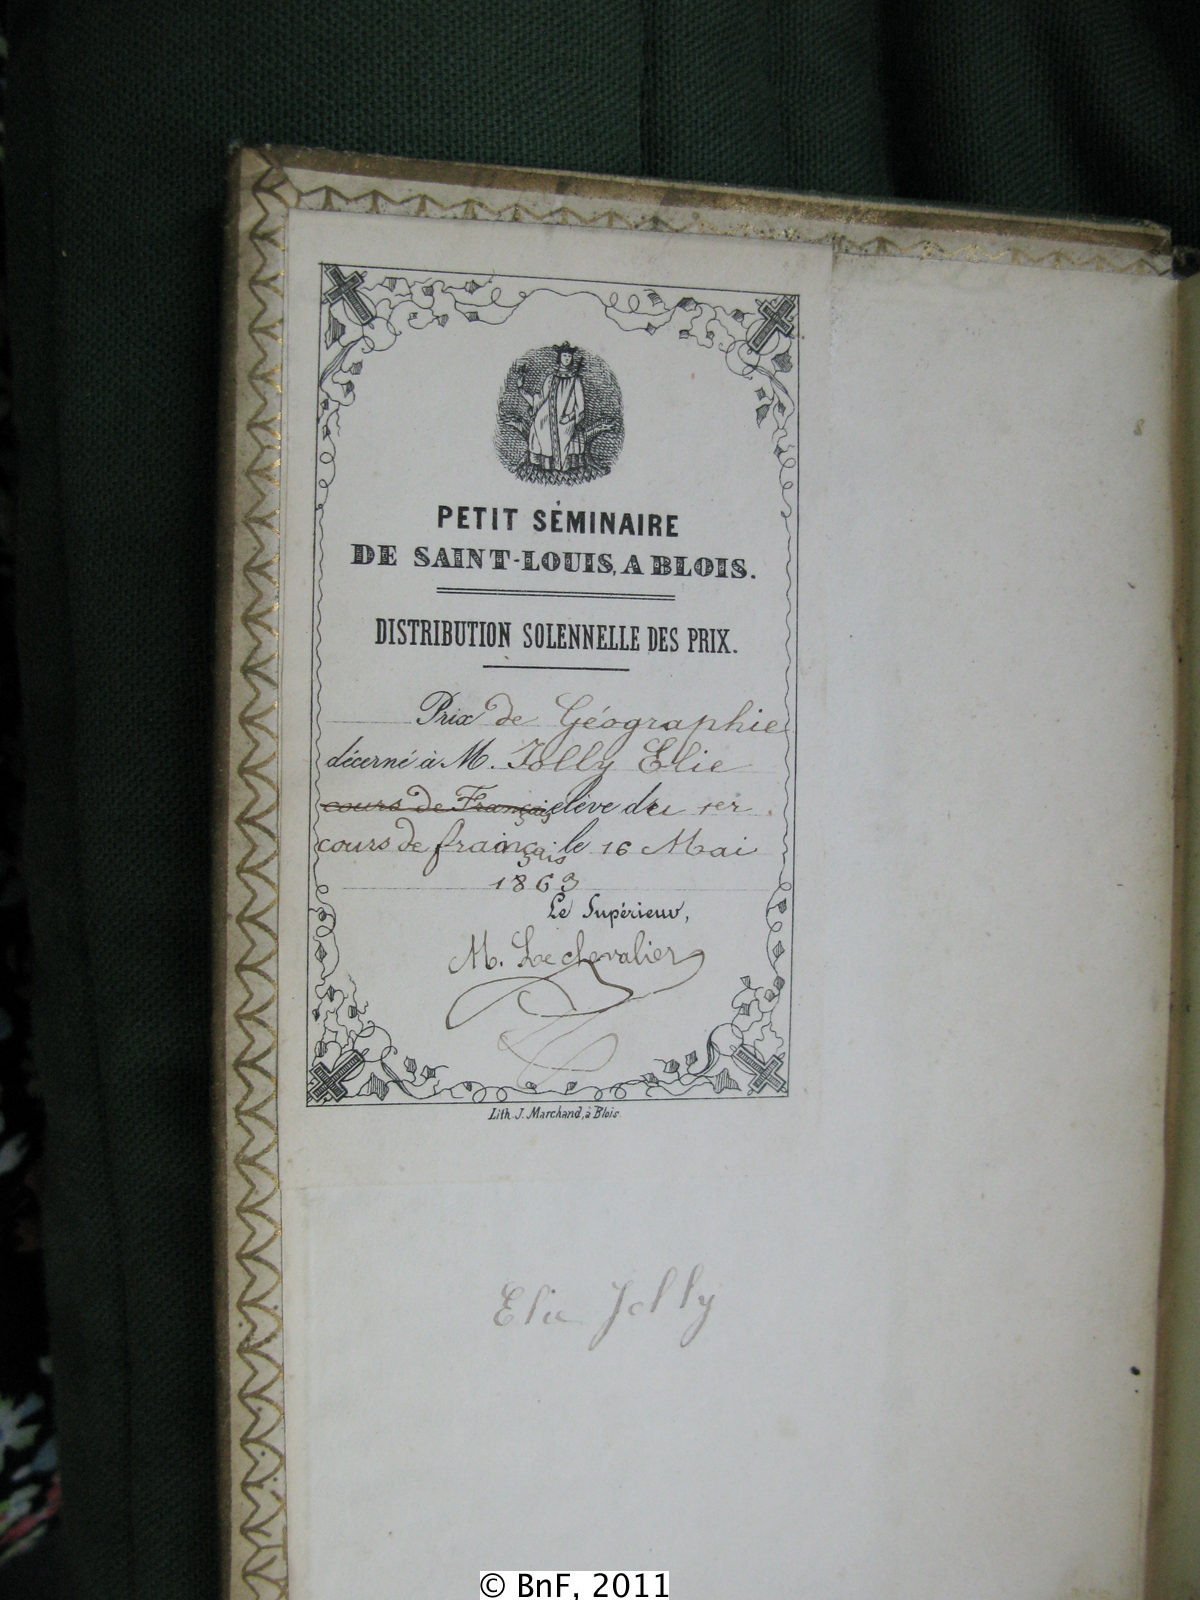 PETIT SÉMINAIRE
DE SAINT-LOUIS, A BLOIS.
DISTRIBUTION SOLENNELLE DES PRIX.
Prix de Géographie
décerné à M. Jolly Elie
cours de Français élève du 1er
cours de français le 16 Mai
1863
Le Supérieur,
M. Lechevalier
Lith. J. Marchand, à Blois.
Elie Jolly
© BnF, 2011